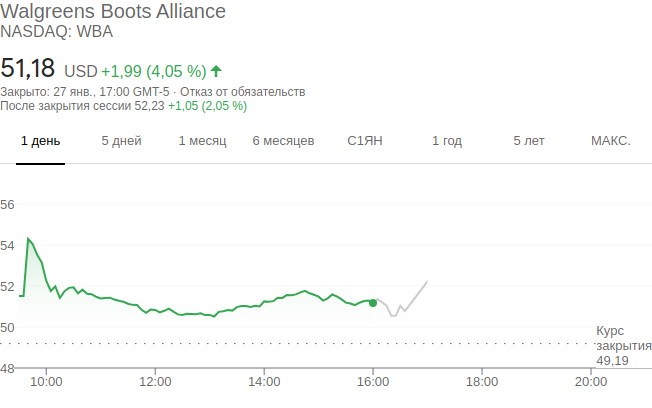 Walgreens Boots Alliance
NASDAQ: WBA
51,18 USD +1,99 (4,05 %)
Закрыто: 27 янв., 17:00 GMT-5 · Отказ от обязательств
После закрытия сессии 52,23 +1,05 (2,05 %)
1 день 5 дней 1 месяц 6 месяцев С1ЯН 1 год 5 лет МАКС.
56
54
52
50
Курс
закрытия
49,19
48
10:00 12:00 14:00 16:00 18:00 20:00